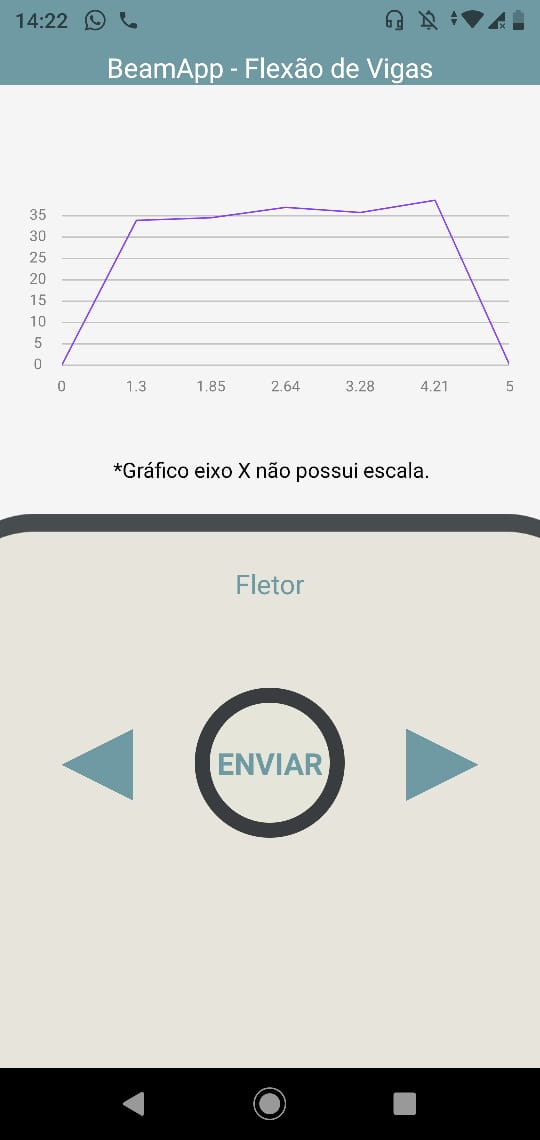 14:22
BeamApp - Flexão de Vigas
35
30
25
20
15
10
5
0
0 1.3 1.85 2.64 3.28 4.21 5
*Gráfico eixo X não possui escala.
Fletor
ENVIAR